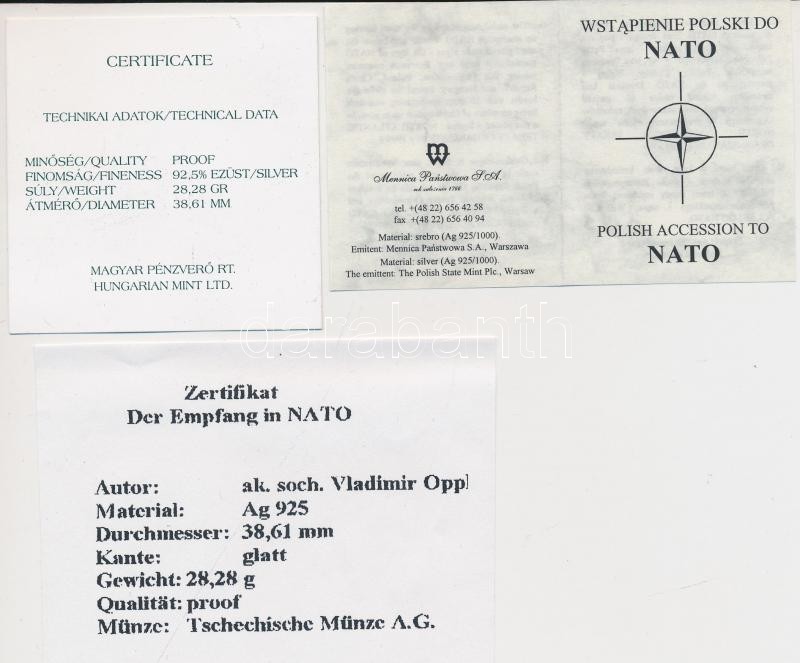 CERTIFICATE
TECHNIKAI ADATOK/TECHNICAL DATA
MINŐSÉG/QUALITY PROOF
FINOMSÁG/FINENESS 92,5% EZÜST/SILVER
SÚLY/WEIGHT 28,28 GR
ÁTMÉRŐ/DIAMETER 38,61 MM
MAGYAR PÉNZVERŐ RT.
HUNGARIAN MINT LTD.
Mennica Państwowa S.A.
rok założenia 1766
tel. +(48 22) 656 42 58
fax +(48 22) 656 40 94
Material: srebro (Ag 925/1000).
Emitent: Mennica Państwowa S.A., Warszawa
Material: silver (Ag 925/1000).
The emittent: The Polish State Mint Plc., Warsaw
WSTĄPIENIE POLSKI DO
NATO
POLISH ACCESSION TO
NATO
darabanth
Zertifikat
Der Empfang in NATO
Autor: ak. soch. Vladimir Oppl
Material: Ag 925
Durchmesser: 38,61 mm
Kante: glatt
Gewicht: 28,28 g
Qualität: proof
Münze: Tschechische Münze A.G.